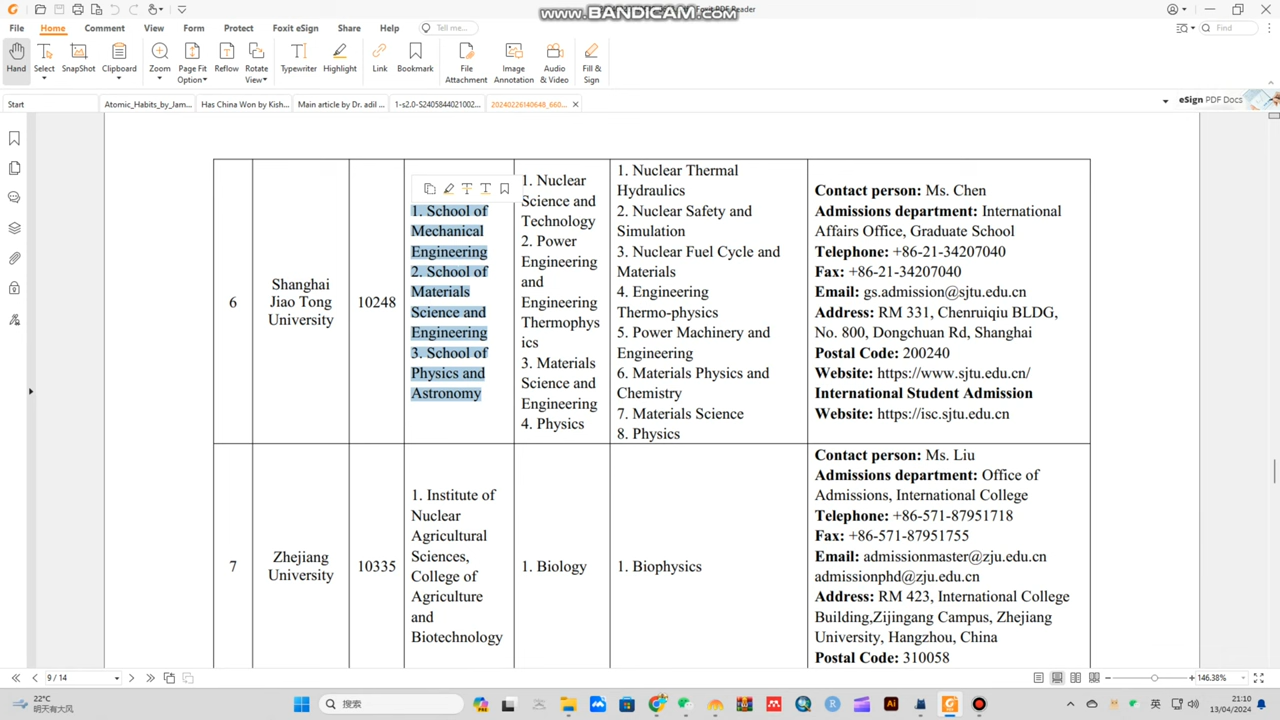 www.BANDICAM.com
Foxit PDF Reader
File
Home
Comment
View
Form
Protect
Foxit eSign
Share
Help
Tell me...
Find
Hand
Select
SnapShot
Clipboard
Zoom
Page Fit
Option
Reflow
Rotate
View
Typewriter
Highlight
Link
Bookmark
File
Attachment
Image
Annotation
Audio
& Video
Fill &
Sign
Start
Atomic_Habits_by_Jam...
Has China Won by Kish...
Main article by Dr. adil ...
1-s2.0-S2405844021002...
20240226140648_660...
eSign PDF Docs
6
Shanghai
Jiao Tong
University
10248
1. School of
Mechanical
Engineering
2. School of
Materials
Science and
Engineering
3. School of
Physics and
Astronomy
1. Nuclear
Science and
Technology
2. Power
Engineering
and
Engineering
Thermophys
ics
3. Materials
Science and
Engineering
4. Physics
1. Nuclear Thermal
Hydraulics
2. Nuclear Safety and
Simulation
3. Nuclear Fuel Cycle and
Materials
4. Engineering
Thermo-physics
5. Power Machinery and
Engineering
6. Materials Physics and
Chemistry
7. Materials Science
8. Physics
Contact person: Ms. Chen
Admissions department: International
Affairs Office, Graduate School
Telephone: +86-21-34207040
Fax: +86-21-34207040
Email: gs.admission@sjtu.edu.cn
Address: RM 331, Chenruiqiu BLDG,
No. 800, Dongchuan Rd, Shanghai
Postal Code: 200240
Website: https://www.sjtu.edu.cn/
International Student Admission
Website: https://isc.sjtu.edu.cn
7
Zhejiang
University
10335
1. Institute of
Nuclear
Agricultural
Sciences,
College of
Agriculture
and
Biotechnology
1. Biology
1. Biophysics
Contact person: Ms. Liu
Admissions department: Office of
Admissions, International College
Telephone: +86-571-87951718
Fax: +86-571-87951755
Email: admissionmaster@zju.edu.cn
admissionphd@zju.edu.cn
Address: RM 423, International College
Building,Zijingang Campus, Zhejiang
University, Hangzhou, China
Postal Code: 310058
9 / 14
146.38%
22°C
明天有大风
搜索
英
21:10
13/04/2024